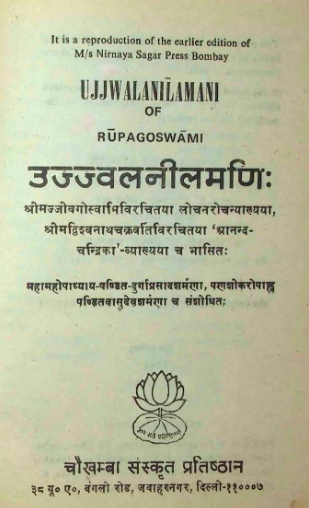 It is a reproduction of the earlier edition of
M/s Nirnaya Sagar Press Bombay
UJJWALANĪLAMANI
OF
RŪPAGOSWĀMI
उज्ज्वलनीलमणिः
श्रीमज्जीवगोस्वामिविरचितया लोचनरोचन्याख्यया,
श्रीमद्विश्वनाथचक्रवर्तिविरचितया 'आनन्द-
चन्द्रिका'-व्याख्यया च भासितः
महामहोपाध्याय-पण्डित-दुर्गाप्रसादशर्मणा, पणशीकरोपाह्व
पण्डितवासुदेवशर्मणा च संशोधितः
चौखम्बा संस्कृत प्रतिष्ठान
३८ यू० ए०, बंगलो रोड, जवाहरनगर, दिल्ली-११०००७